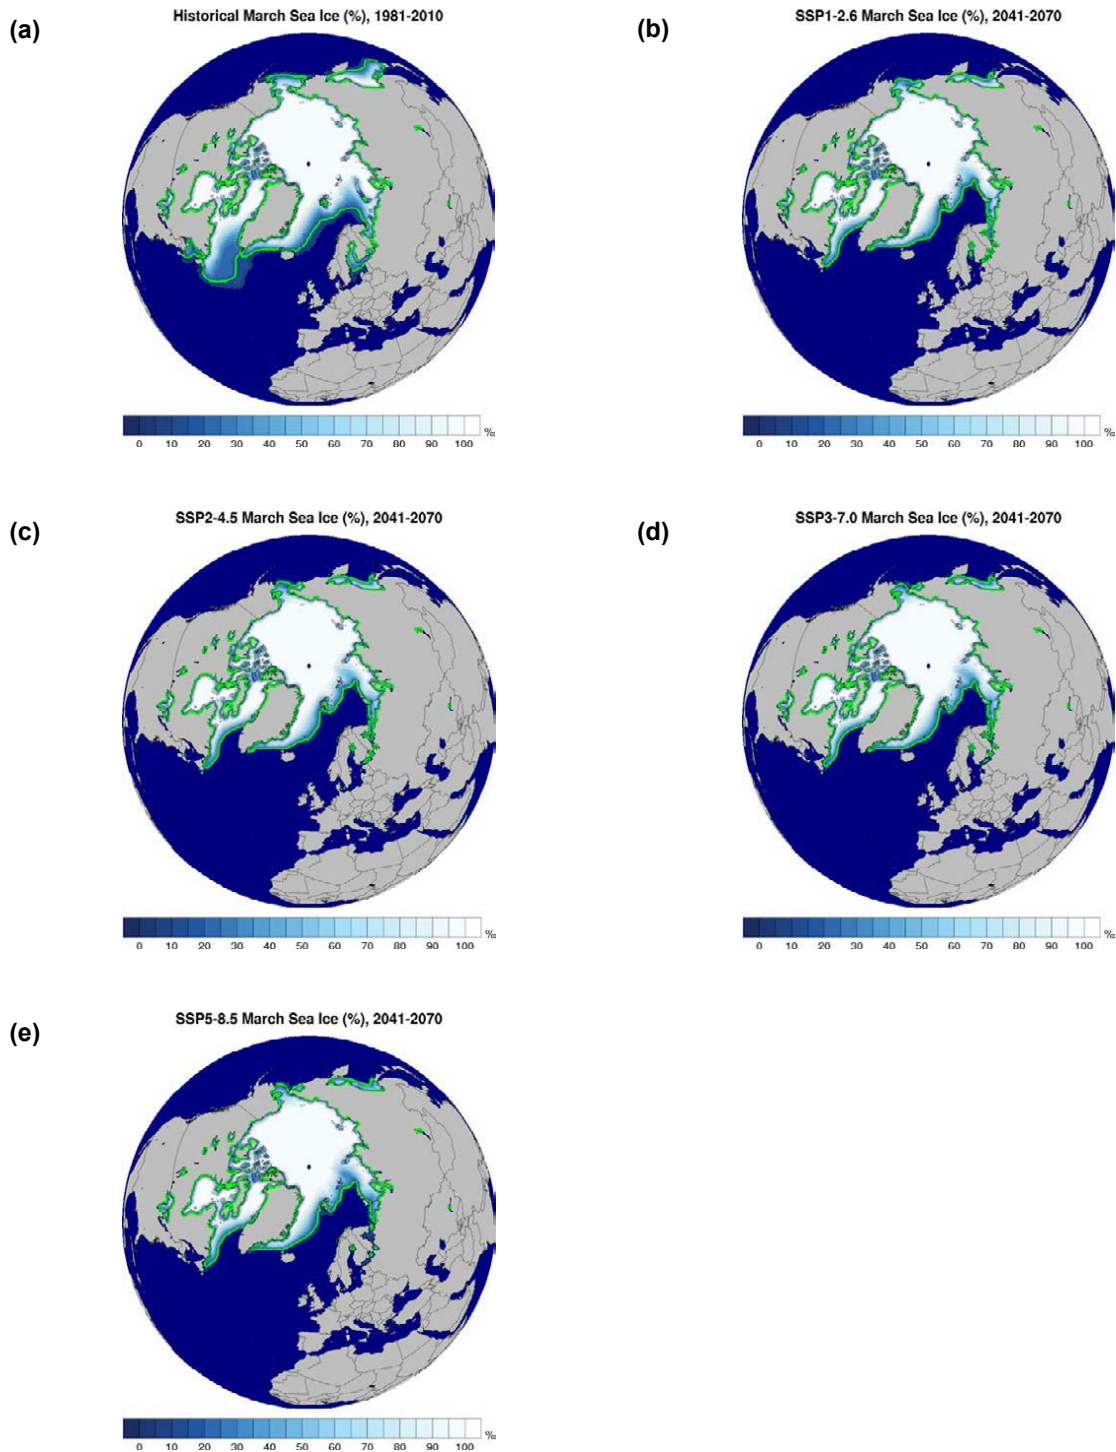 (a)
Historical March Sea Ice (%), 1981-2010
0 10 20 30 40 50 60 70 80 90 100 %
(b)
SSP1-2.6 March Sea Ice (%), 2041-2070
0 10 20 30 40 50 60 70 80 90 100 %
(c)
SSP2-4.5 March Sea Ice (%), 2041-2070
0 10 20 30 40 50 60 70 80 90 100 %
(d)
SSP3-7.0 March Sea Ice (%), 2041-2070
0 10 20 30 40 50 60 70 80 90 100 %
(e)
SSP5-8.5 March Sea Ice (%), 2041-2070
0 10 20 30 40 50 60 70 80 90 100 %